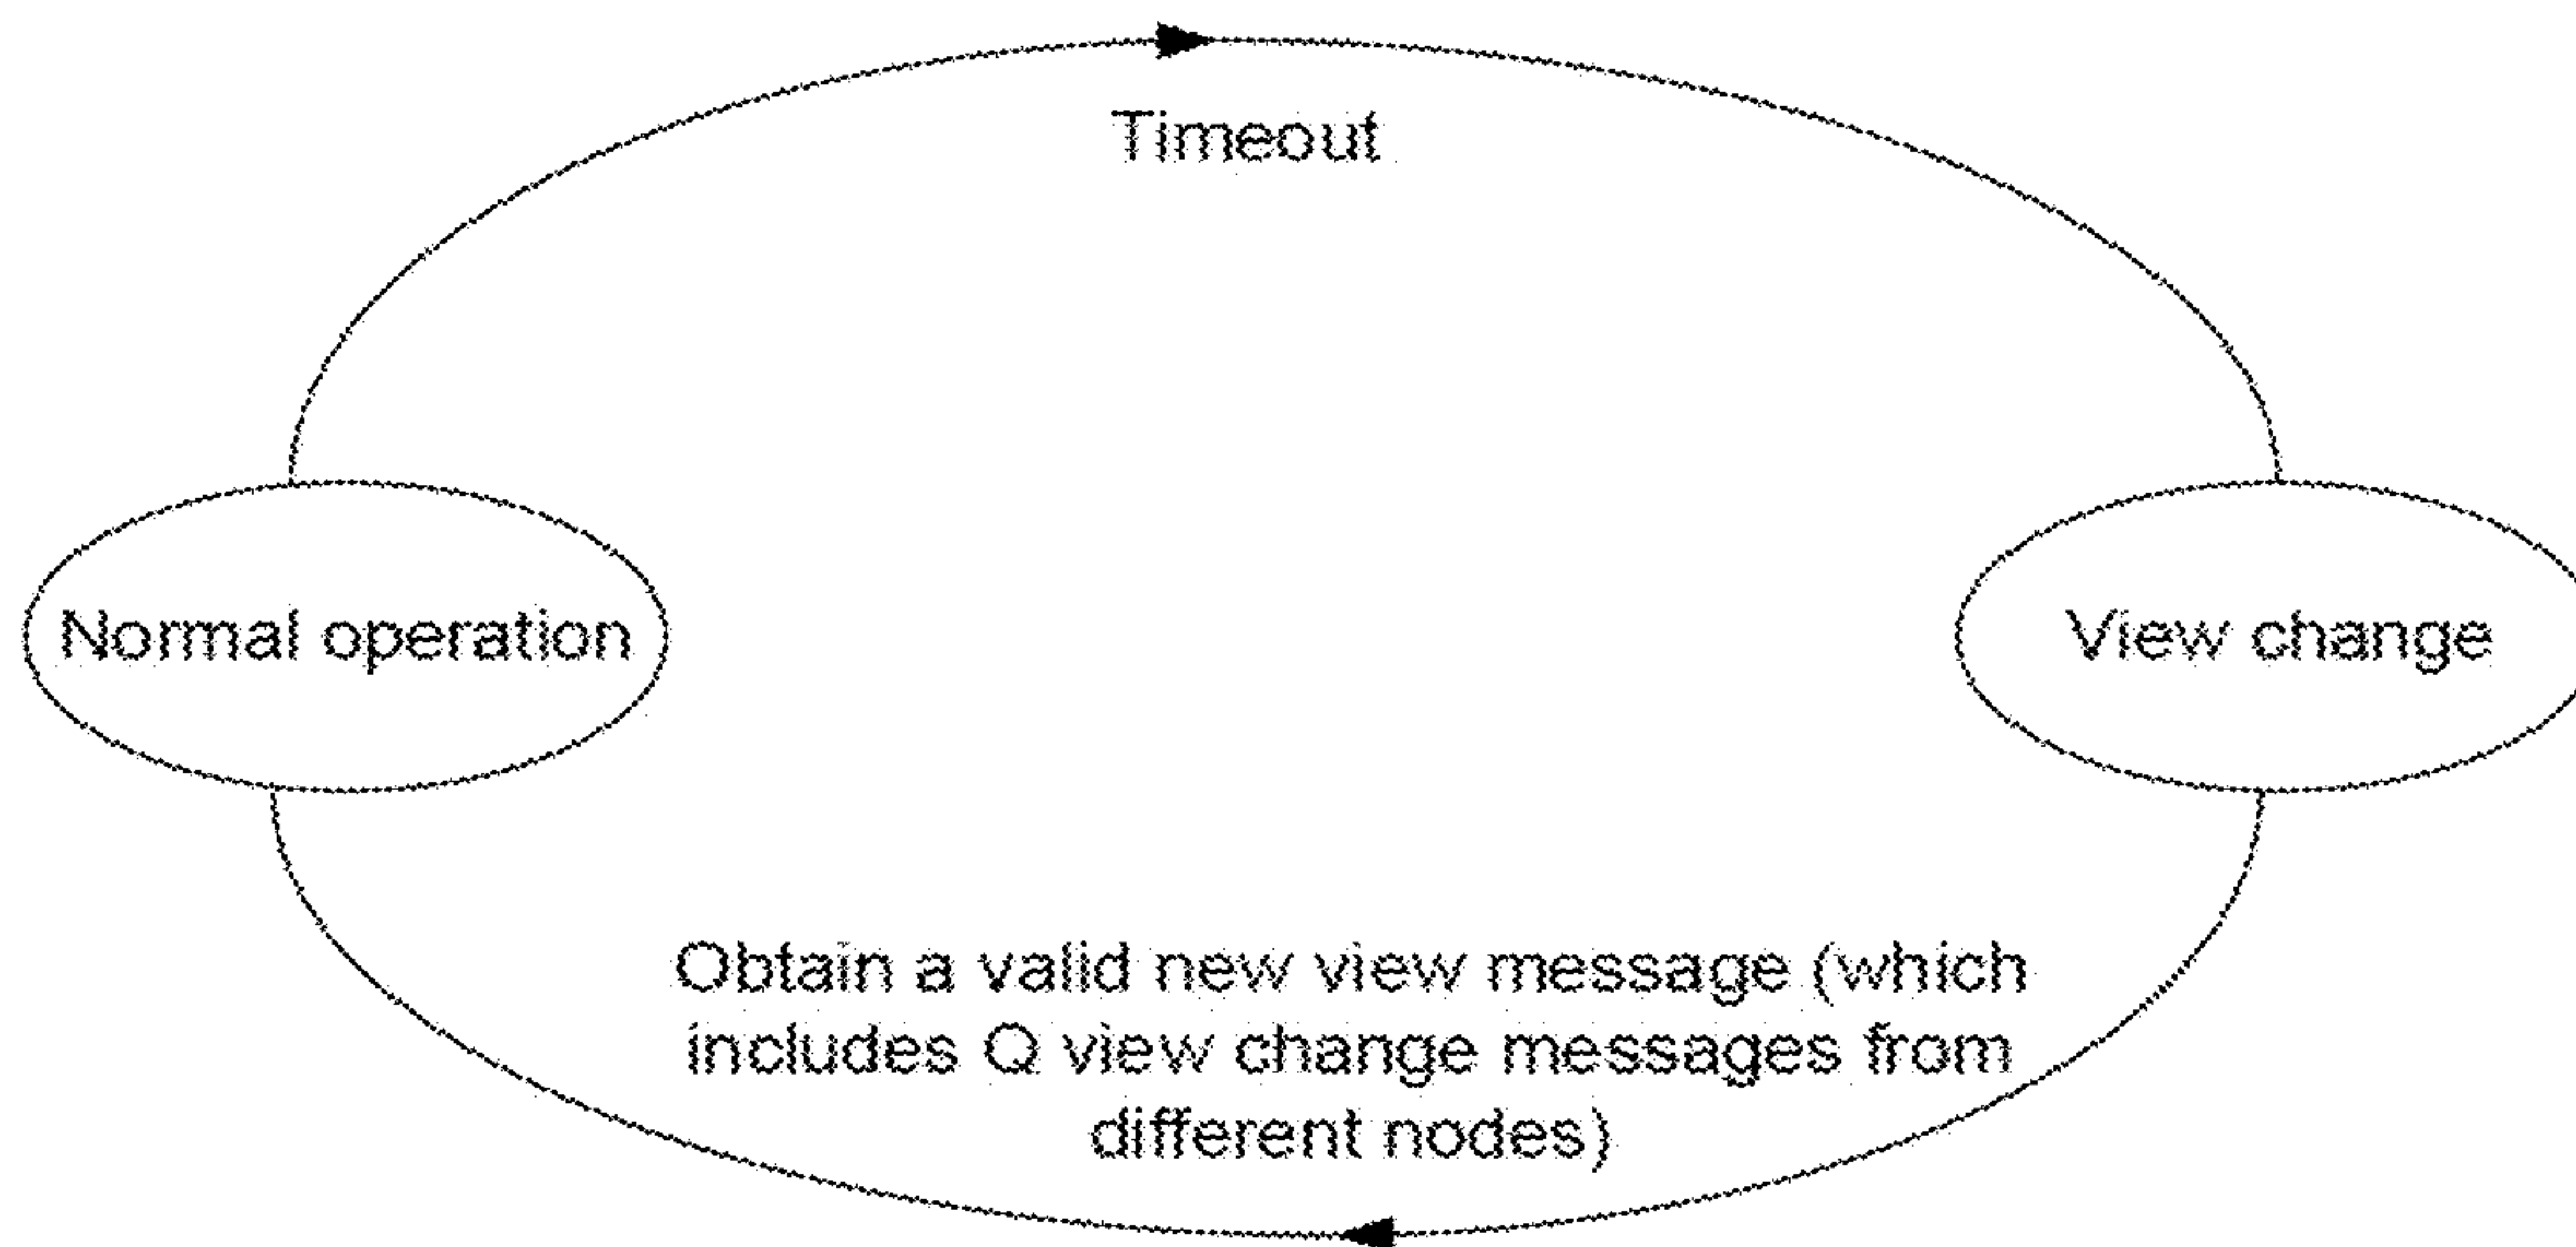 Timeout
Normal operation
View change
Obtain a valid new view message (which
includes Q view change messages from
different nodes)